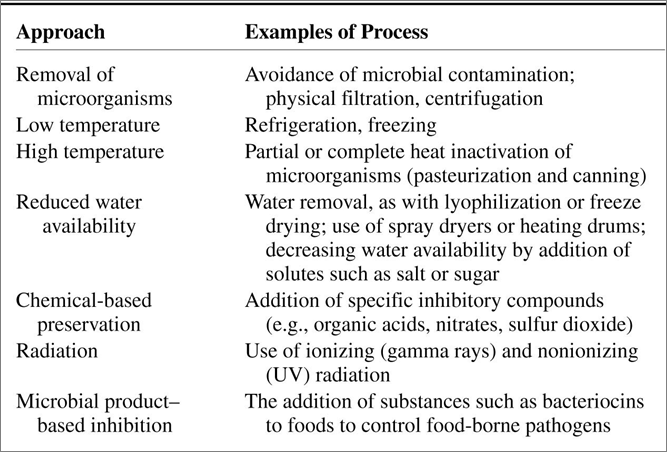 Approach Examples of Process
Removal of Avoidance of microbial contamination;
microorganisms physical filtration, centrifugation
Low temperature Refrigeration, freezing
High temperature Partial or complete heat inactivation of
microorganisms (pasteurization and canning)
Reduced water Water removal, as with lyophilization or freeze
availability drying; use of spray dryers or heating drums;
decreasing water availability by addition of
solutes such as salt or sugar
Chemical-based Addition of specific inhibitory compounds
preservation (e.g., organic acids, nitrates, sulfur dioxide)
Radiation Use of ionizing (gamma rays) and nonionizing
(UV) radiation
Microbial product– The addition of substances such as bacteriocins
based inhibition to foods to control food-borne pathogens